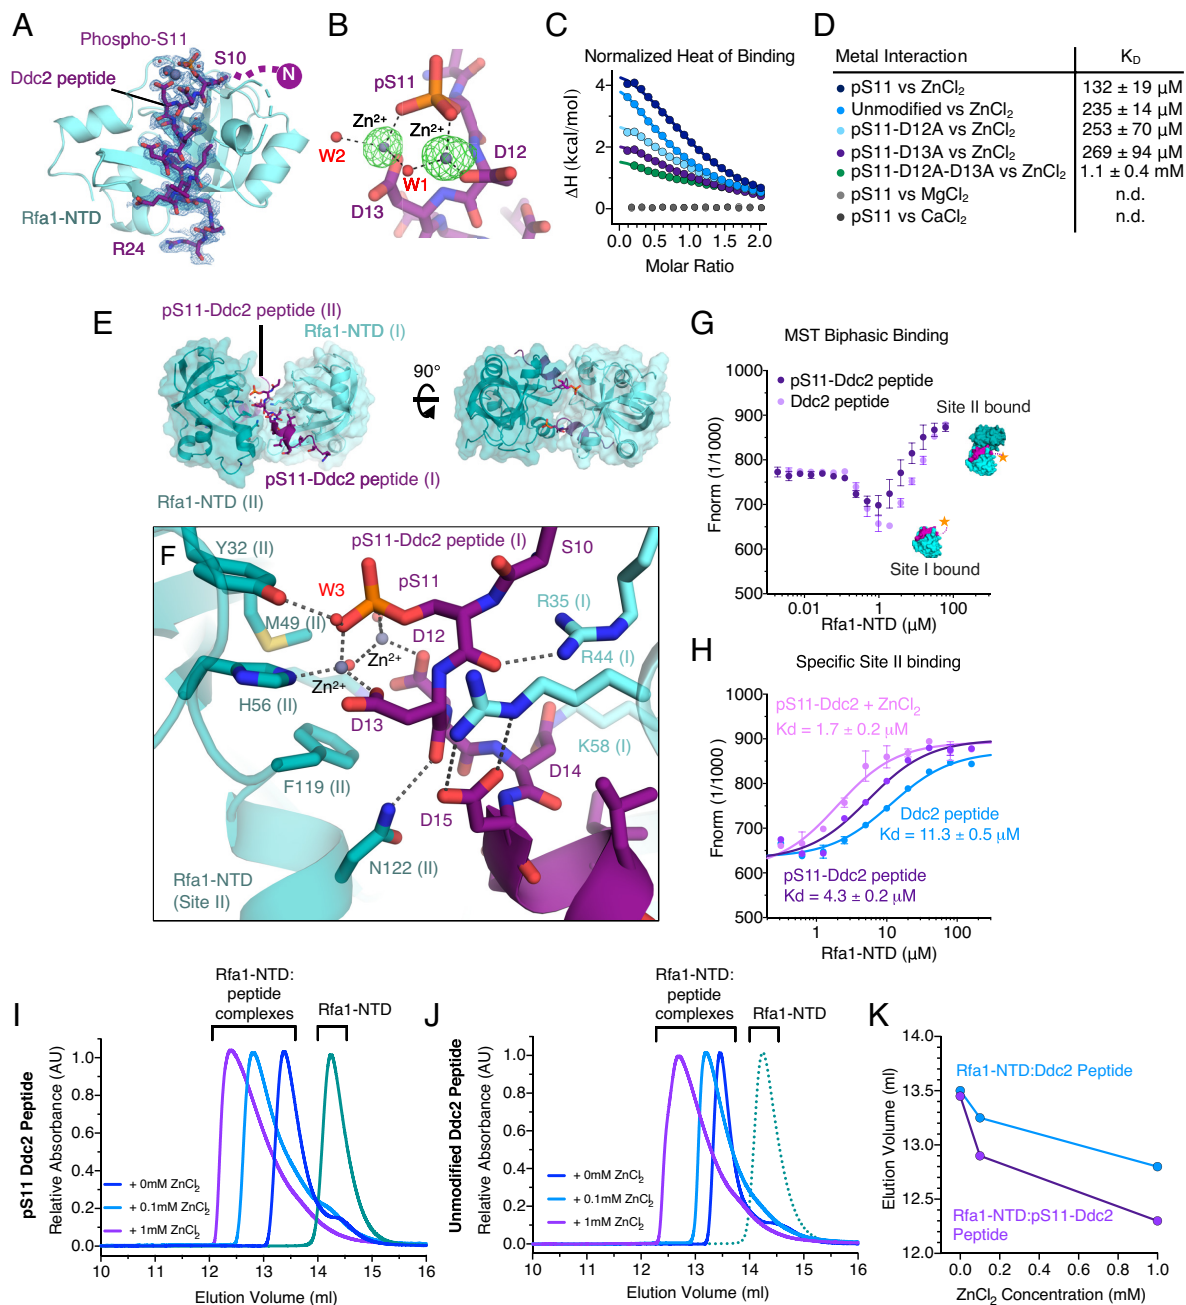 A
Phospho-S11
S10
N
Ddc2 peptide
Rfa1-NTD
R24
B
pS11
Zn2+
Zn2+
W2
W1
D12
D13
C
Normalized Heat of Binding
ΔH (kcal/mol)
4
2
0
0.0
0.5
1.0
1.5
2.0
Molar Ratio
D
Metal Interaction KD
pS11 vs ZnCl2 132 ± 19 μM
Unmodified vs ZnCl2 235 ± 14 μM
pS11-D12A vs ZnCl2 253 ± 70 μM
pS11-D13A vs ZnCl2 269 ± 94 μM
pS11-D12A-D13A vs ZnCl2 1.1 ± 0.4 mM
pS11 vs MgCl2 n.d.
pS11 vs CaCl2 n.d.
E
pS11-Ddc2 peptide (II)
Rfa1-NTD (I)
90°
pS11-Ddc2 peptide (I)
Rfa1-NTD (II)
F
Y32 (II)
pS11-Ddc2 peptide (I)
S10
W3
pS11
R35 (I)
M49 (II)
D12
Zn2+
R44 (I)
Zn2+
H56 (II)
D13
K58 (I)
F119 (II)
D14
D15
N122 (II)
Rfa1-NTD
(Site II)
G
MST Biphasic Binding
1000
900
800
700
600
500
Fnorm (1/1000)
pS11-Ddc2 peptide
Ddc2 peptide
Site II bound
Site I bound
0.01
1
100
Rfa1-NTD
(μM)
H
Specific Site II binding
1000
900
800
700
600
500
Fnorm (1/1000)
pS11-Ddc2 + ZnCl2
Kd = 1.7 ± 0.2 μM
Ddc2 peptide
Kd = 11.3 ± 0.5 μM
pS11-Ddc2 peptide
Kd = 4.3 ± 0.2 μM
1
10
100
Rfa1-NTD (μM)
I
Rfa1-NTD:
peptide
complexes
Rfa1-NTD
pS11 Ddc2 Peptide
Relative Absorbance (AU)
1.0
0.8
0.6
0.4
0.2
0.0
+ 0mM ZnCl2
+ 0.1mM ZnCl2
+ 1mM ZnCl2
10 11 12 13 14 15 16
Elution Volume (ml)
J
Rfa1-NTD:
peptide
complexes
Rfa1-NTD
Unmodified Ddc2 Peptide
Relative Absorbance (AU)
1.0
0.8
0.6
0.4
0.2
0.0
+ 0mM ZnCl2
+ 0.1mM ZnCl2
+ 1mM ZnCl2
10 11 12 13 14 15 16
Elution Volume (ml)
K
Elution Volume (ml)
14.0
13.5
13.0
12.5
12.0
Rfa1-NTD:Ddc2 Peptide
Rfa1-NTD:pS11-Ddc2
Peptide
0.0 0.2 0.4 0.6 0.8 1.0
ZnCl2 Concentration (mM)